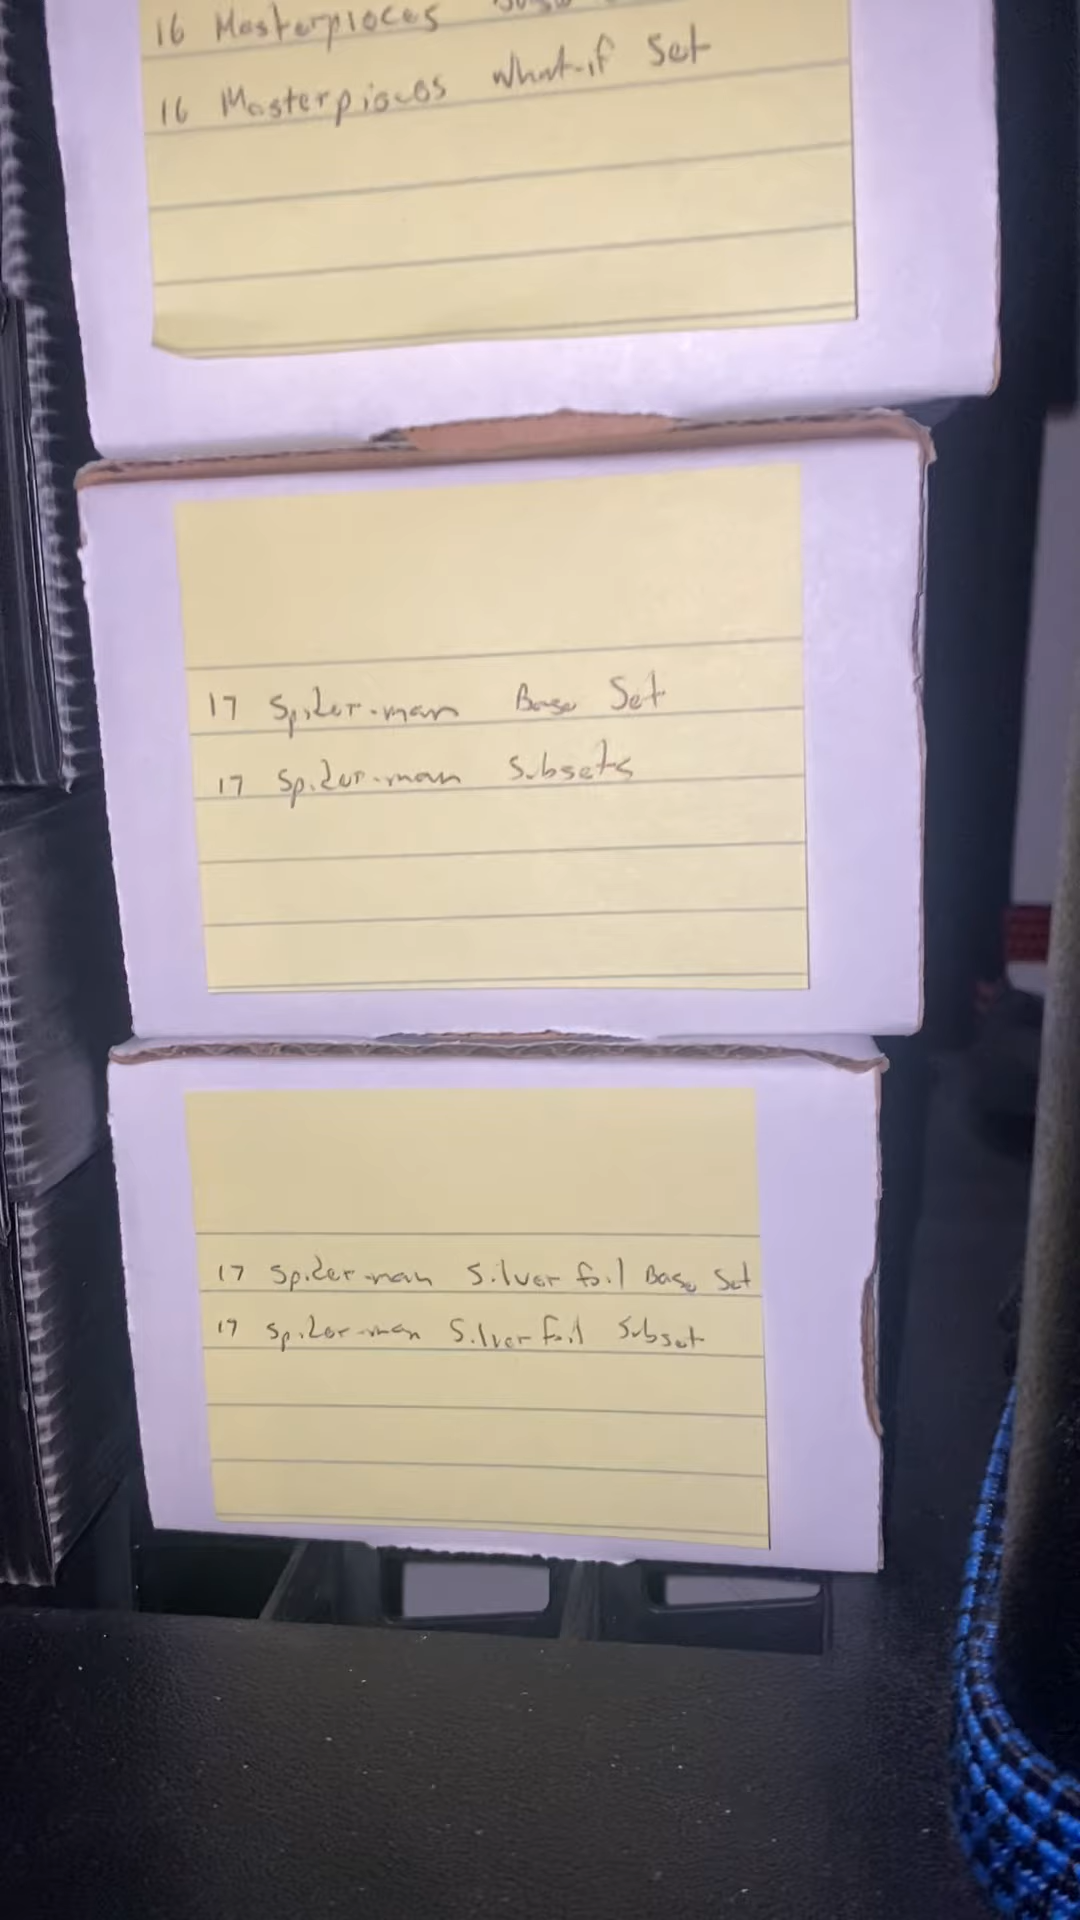 16 Masterpieces
16 Masterpieces What-if Set
17 Spider-man Base Set
17 Spider-man Subsets
17 Spider-man Silver foil Base Set
17 Spider-man Silver foil Subset